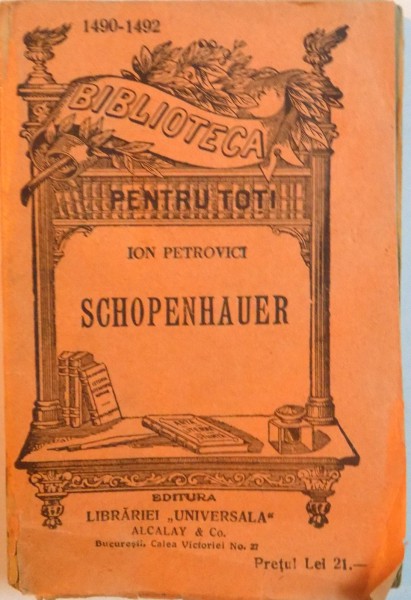 1490-1492
BIBLIOTECA
PENTRU TOTI
ION PETROVICI
SCHOPENHAUER
EDITURA
LIBRĂRIEI „UNIVERSALA"
ALCALAY & Co.
București, Calea Victoriei No. 27
Prețul Lei 21.—